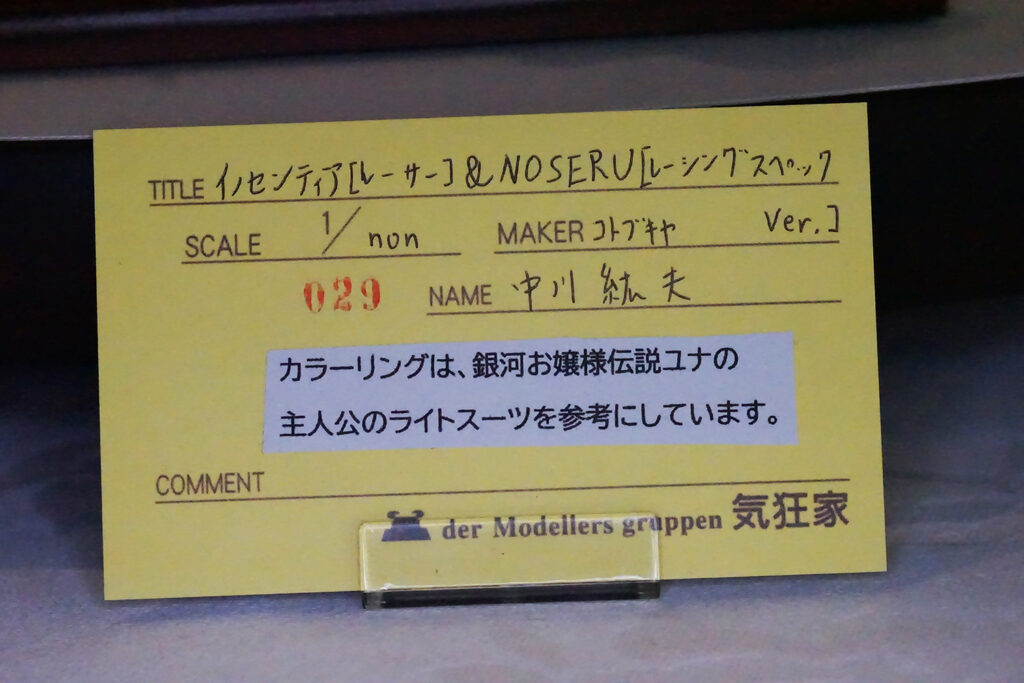 TITLE イノセンティア[レーサー]&NOSERU[レーシングスペック
Ver.]
SCALE 1/non
MAKER コトブキヤ
029
NAME 中川 紘夫
カラーリングは、銀河お嬢様伝説ユナの
主人公のライトスーツを参考にしています。
COMMENT
der Modellers gruppen 気狂家